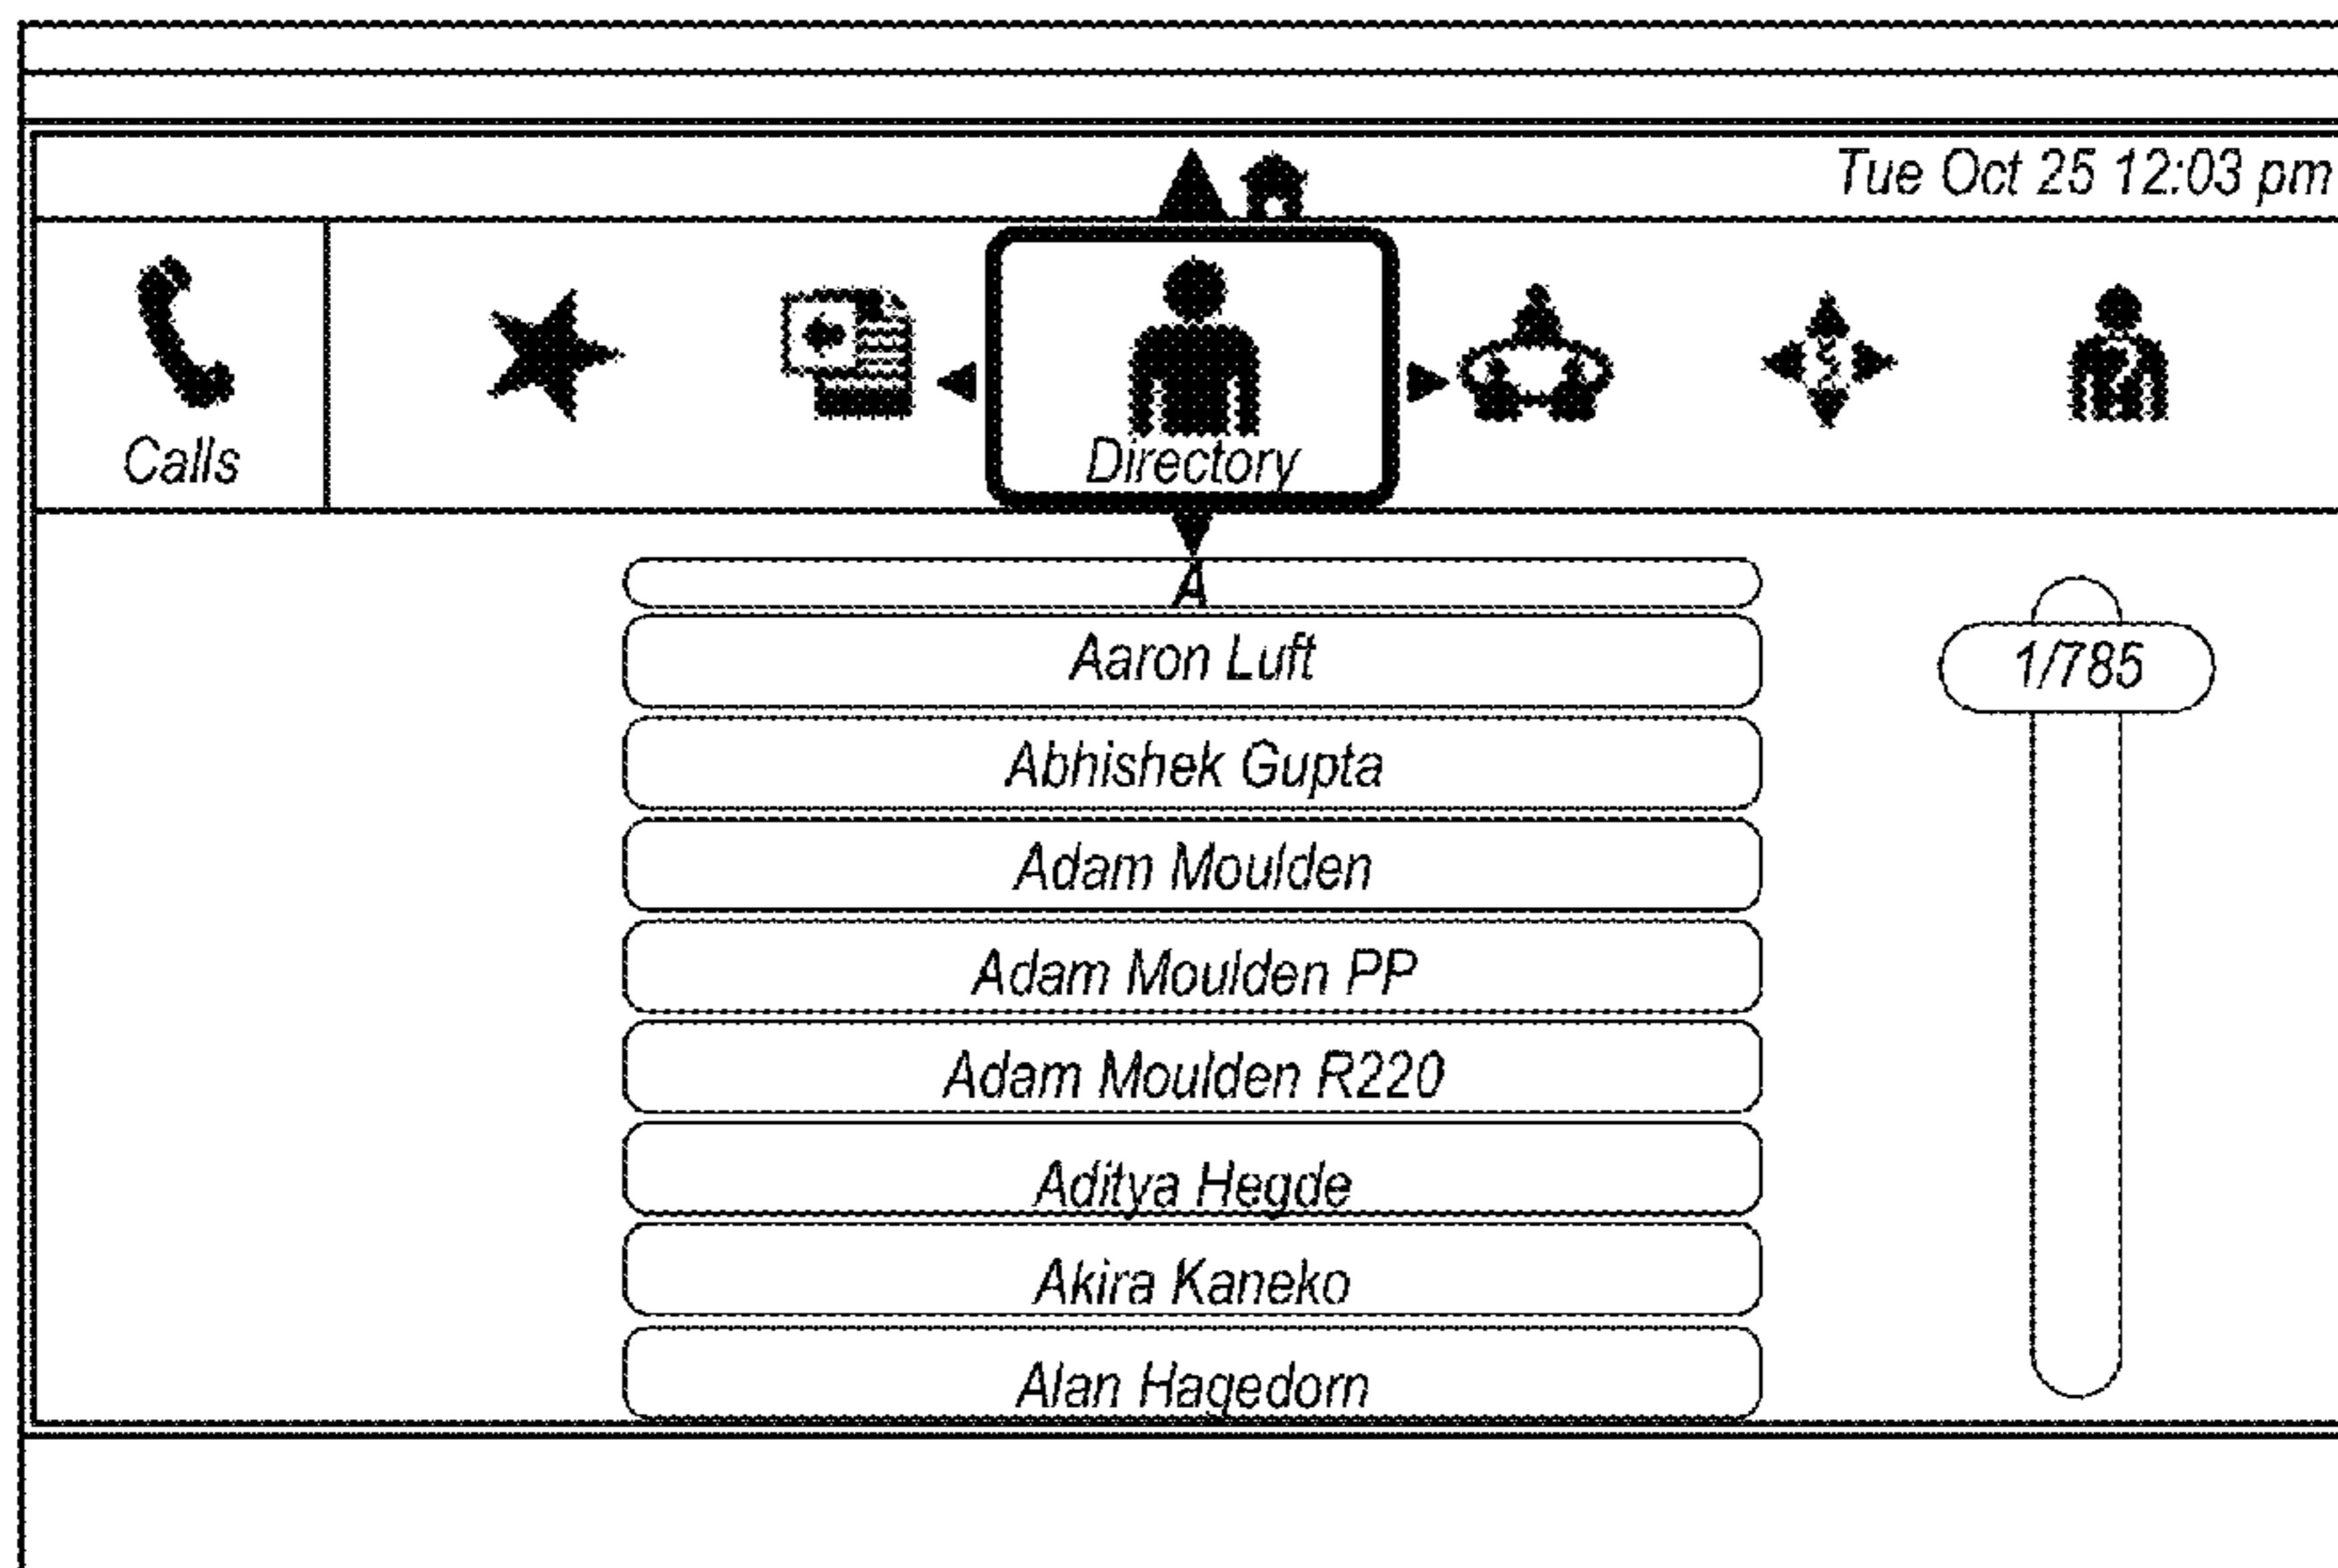 Tue Oct 25 12:03 pm
Calls
Directory
A
Aaron Luft
1/785
Abhishek Gupta
Adam Moulden
Adam Moulden PP
Adam Moulden R220
Aditya Hegde
Akira Kaneko
Alan Hagedorn